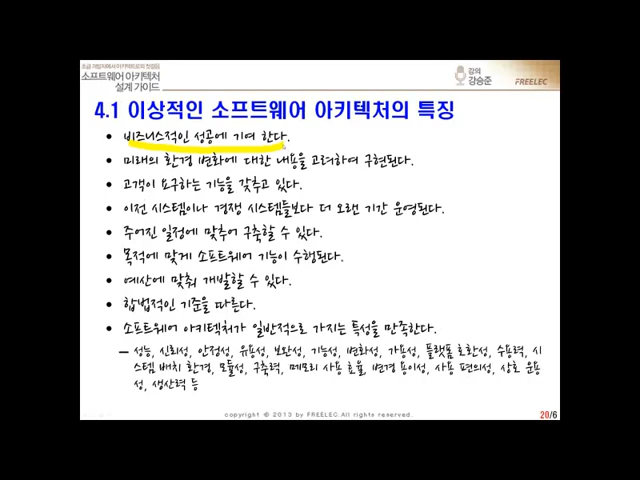 초급 개발자에서 아키텍트로의 첫걸음
소프트웨어 아키텍처
설계 가이드
강의
강승준
FREELEC
4.1 이상적인 소프트웨어 아키텍처의 특징
• 비즈니스적인 성공에 기여 한다.
• 미래의 환경 변화에 대한 내용을 고려하여 구현된다.
• 고객이 요구하는 기능을 갖추고 있다.
• 이전 시스템이나 경쟁 시스템들보다 더 오랜 기간 운영된다.
• 주어진 일정에 맞추어 구축할 수 있다.
• 목적에 맞게 소프트웨어 기능이 수행된다.
• 예산에 맞춰 개발할 수 있다.
• 합법적인 기준을 따른다.
• 소프트웨어 아키텍처가 일반적으로 가지는 특성을 만족한다.
– 성능, 신뢰성, 안정성, 유용성, 보완성, 기능성, 변화성, 가용성, 플랫폼 호환성, 수용력, 시
스템 배치 환경, 모듈성, 구축력, 메모리 사용 효율, 변경 용이성, 사용 편의성, 상호 운용
성, 생산력 등
copyright ⓒ 2013 by FREELEC.All rights reserved.
20/6